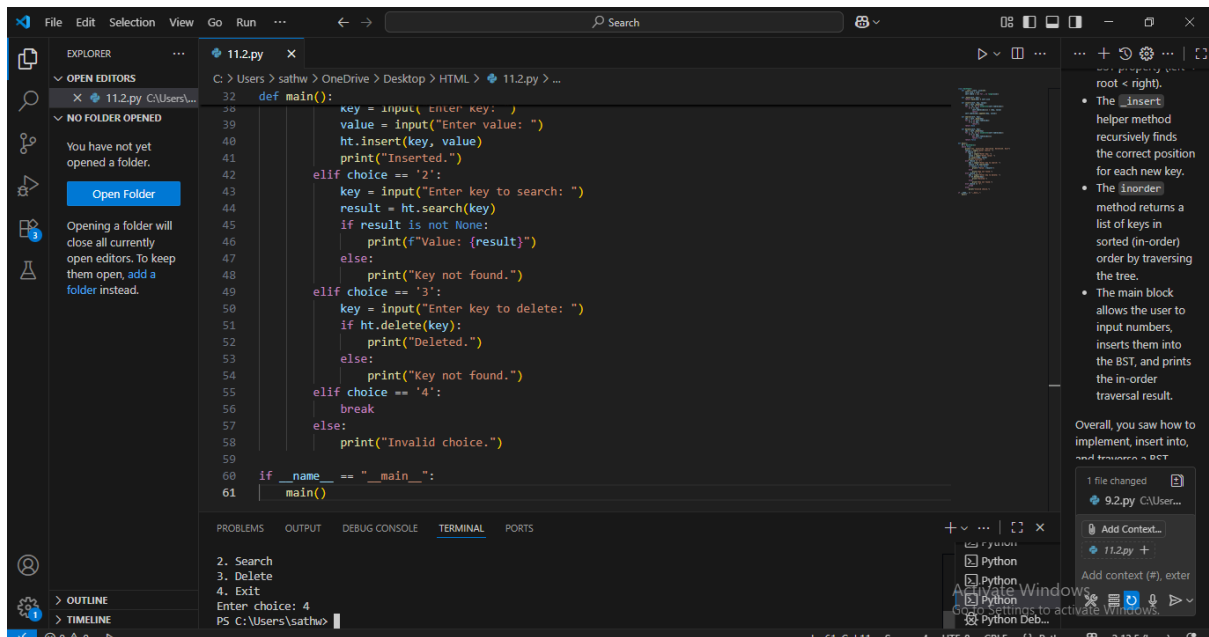 File Edit Selection View Go Run ··· Search
EXPLORER ···
OPEN EDITORS
11.2.py C:\Users\...
NO FOLDER OPENED
You have not yet
opened a folder.
Open Folder
Opening a folder will
close all currently
open editors. To keep
them open, add a
folder instead.
OUTLINE
TIMELINE
3
1
11.2.py
C: > Users > sathw > OneDrive > Desktop > HTML > 11.2.py > ...
32 def main():
38 key = input("Enter key: ")
39 value = input("Enter value: ")
40 ht.insert(key, value)
41 print("Inserted.")
42 elif choice == '2':
43 key = input("Enter key to search: ")
44 result = ht.search(key)
45 if result is not None:
46 print(f"Value: {result}")
47 else:
48 print("Key not found.")
49 elif choice == '3':
50 key = input("Enter key to delete: ")
51 if ht.delete(key):
52 print("Deleted.")
53 else:
54 print("Key not found.")
55 elif choice == '4':
56 break
57 else:
58 print("Invalid choice.")
59
60 if __name__ == "__main__":
61 main()
PROBLEMS OUTPUT DEBUG CONSOLE TERMINAL PORTS
2. Search
3. Delete
4. Exit
Enter choice: 4
PS C:\Users\sathw>
Python
Python
Python
Python
Python Deb...
root < right).
• The _insert
helper method
recursively finds
the correct position
for each new key.
• The inorder
method returns a
list of keys in
sorted (in-order)
order by traversing
the tree.
• The main block
allows the user to
input numbers,
inserts them into
the BST, and prints
the in-order
traversal result.
Overall, you saw how to
implement, insert into,
and traverse a BST
1 file changed
9.2.py C:\User...
Add Context...
11.2.py
Add context (#), exter
Activate Windows
Go to Settings to activate Windows.